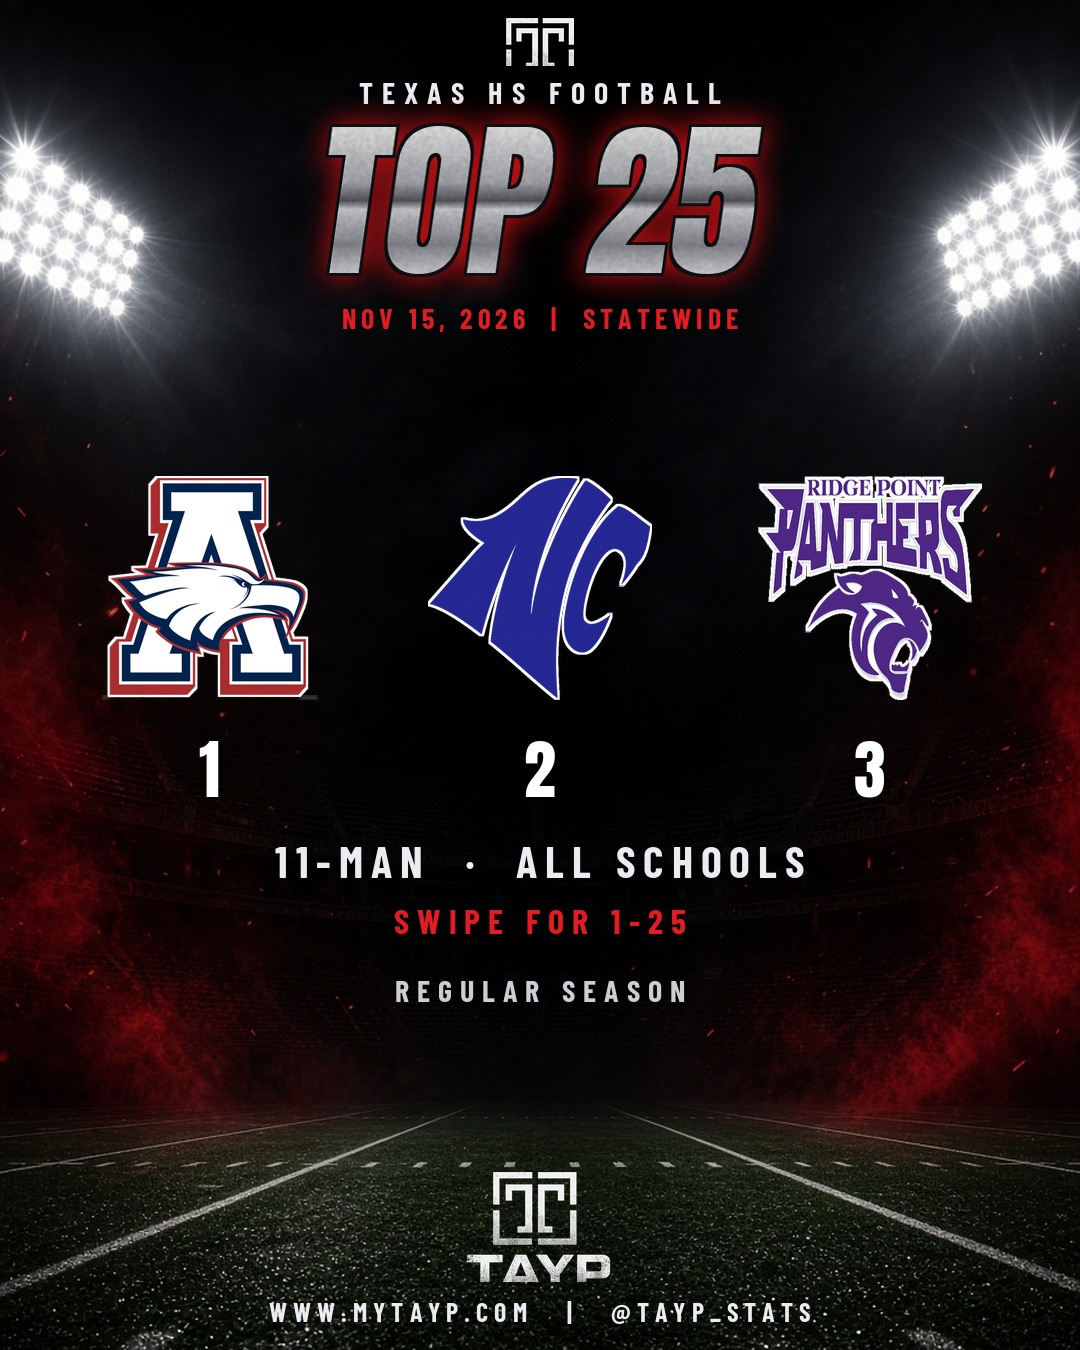 TEXAS HS FOOTBALL
TOP 25
NOV 15, 2026 | STATEWIDE
A
NC
RIDGE POINT
PANTHERS
1
2
3
11-MAN · ALL SCHOOLS
SWIPE FOR 1-25
REGULAR SEASON
TAYP
WWW.MYTAYP.COM | @TAYP_STATS